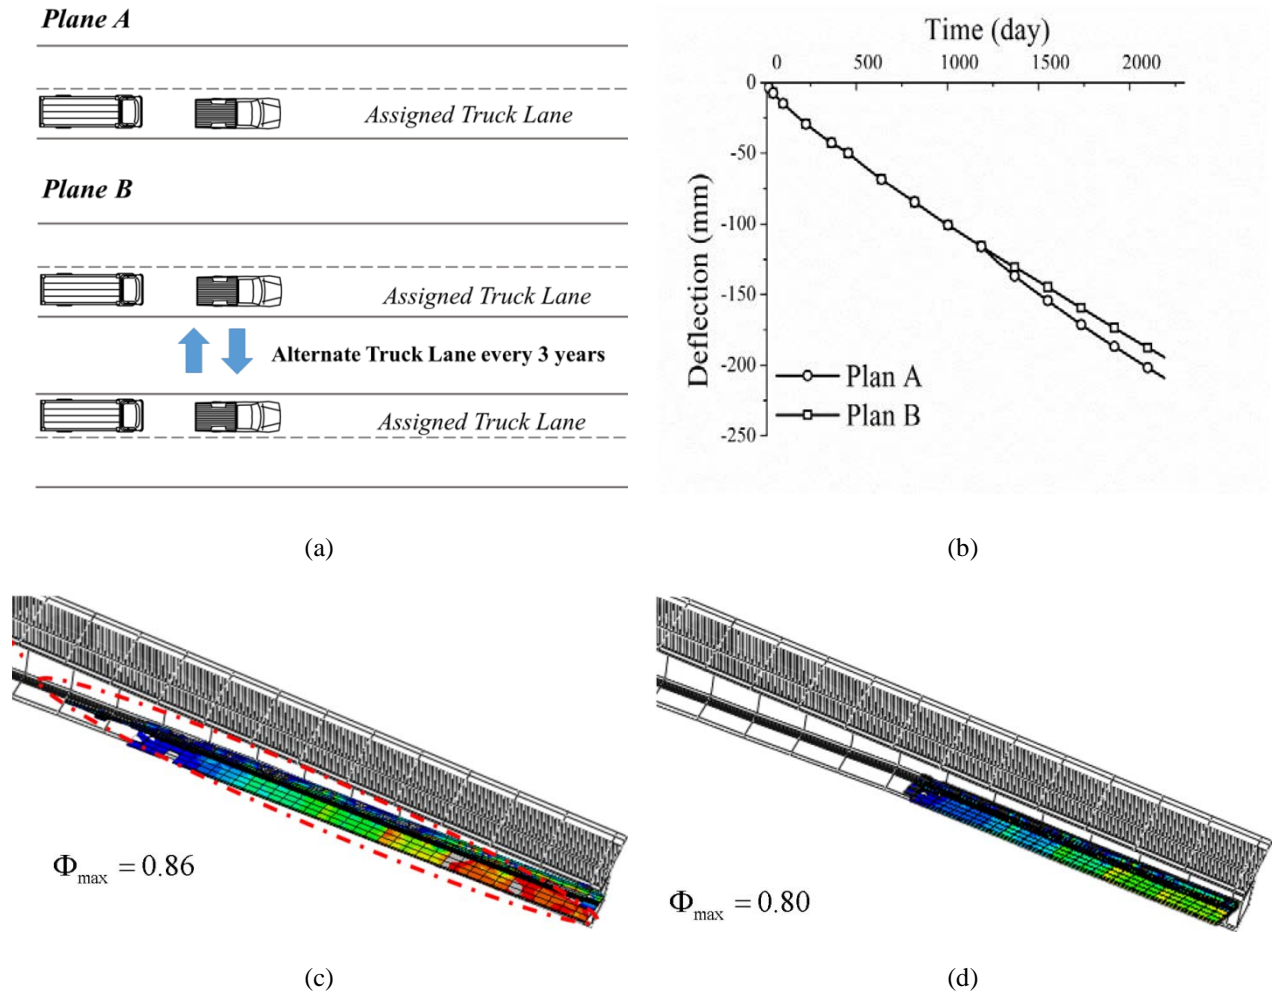 Plane A
Assigned Truck Lane
Plane B
Assigned Truck Lane
Alternate Truck Lane every 3 years
Assigned Truck Lane
(a)
Time (day)
0 500 1000 1500 2000
0
-50
-100
-150
-200
-250
Deflection (mm)
Plan A
Plan B
(b)
Φmax = 0.86
(c)
Φmax = 0.80
(d)